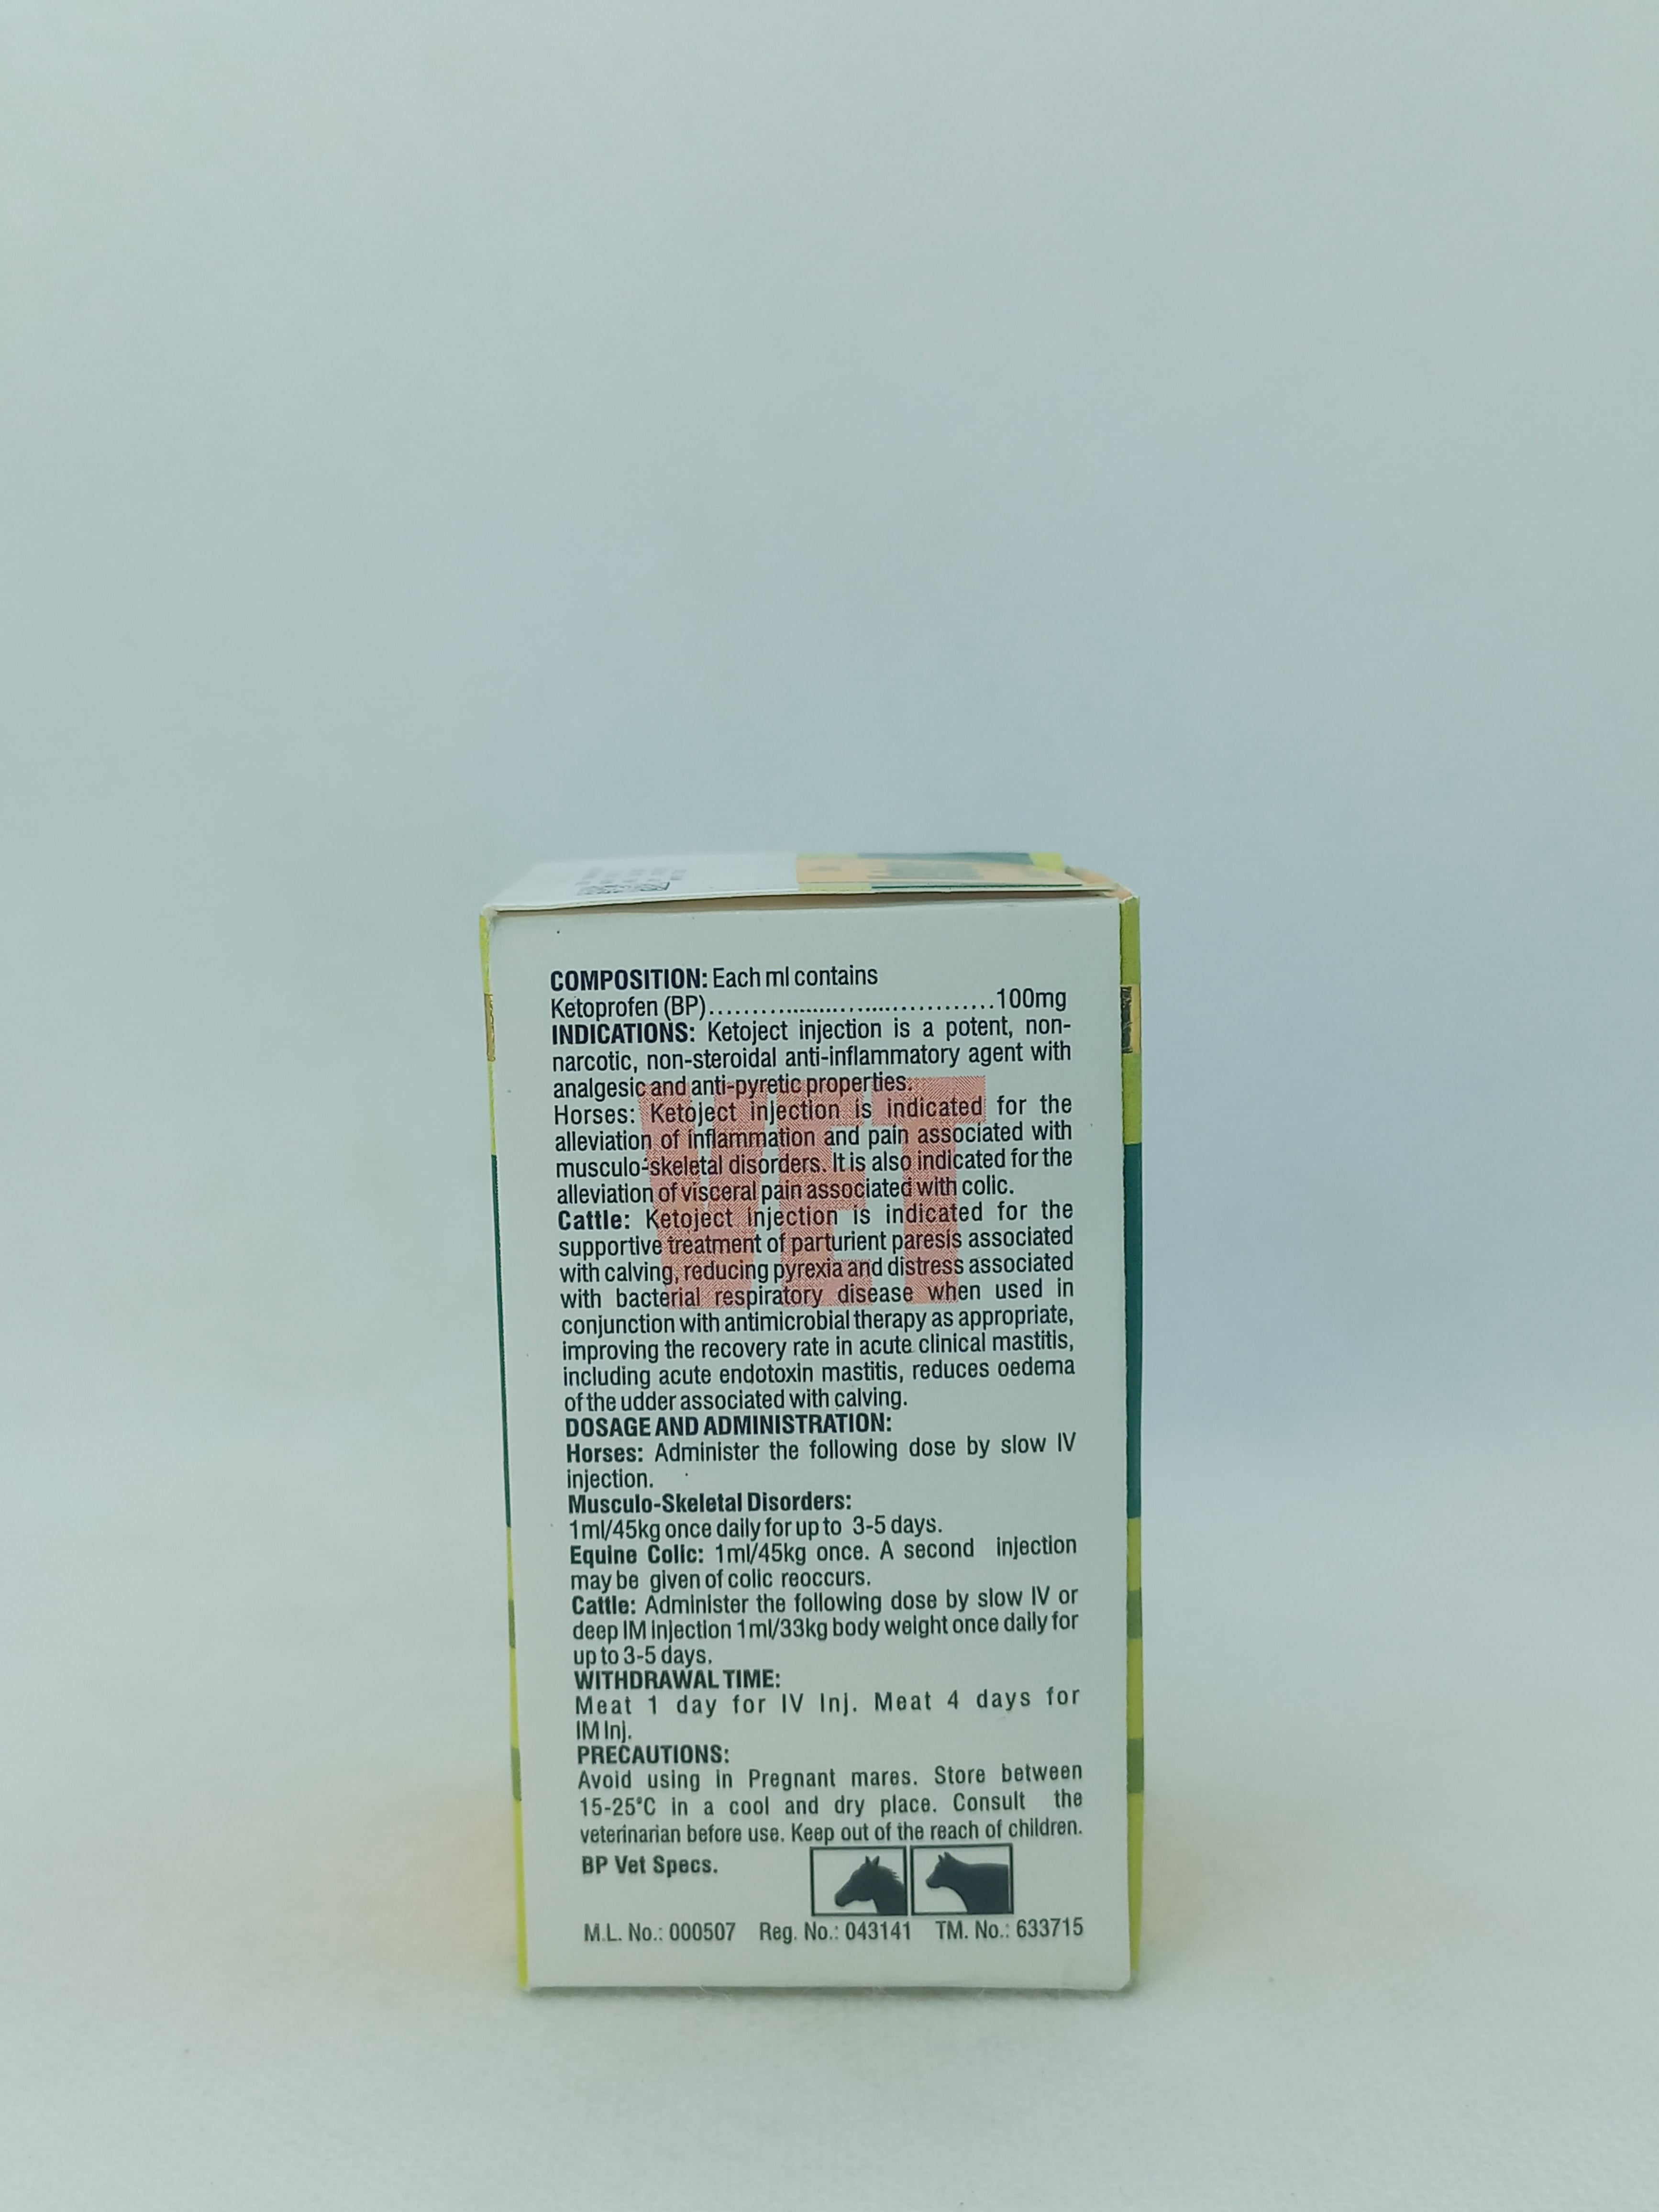 COMPOSITION: Each ml contains
Ketoprofen (BP)........................................100mg
INDICATIONS: Ketoject injection is a potent, non-
narcotic, non-steroidal anti-inflammatory agent with
analgesic and anti-pyretic properties.
Horses: Ketoject injection is indicated for the
alleviation of inflammation and pain associated with
musculo-skeletal disorders. It is also indicated for the
alleviation of visceral pain associated with colic.
Cattle: Ketoject injection is indicated for the
supportive treatment of parturient paresis associated
with calving, reducing pyrexia and distress associated
with bacterial respiratory disease when used in
conjunction with antimicrobial therapy as appropriate,
improving the recovery rate in acute clinical mastitis,
including acute endotoxin mastitis, reduces oedema
of the udder associated with calving.
VET
DOSAGE AND ADMINISTRATION:
Horses: Administer the following dose by slow IV
injection.
Musculo-Skeletal Disorders:
1ml/45kg once daily for up to 3-5 days.
Equine Colic: 1ml/45kg once. A second injection
may be given of colic reoccurs.
Cattle: Administer the following dose by slow IV or
deep IM injection 1ml/33kg body weight once daily for
up to 3-5 days.
WITHDRAWAL TIME:
Meat 1 day for IV Inj. Meat 4 days for
IM Inj.
PRECAUTIONS:
Avoid using in Pregnant mares. Store between
15-25°C in a cool and dry place. Consult the
veterinarian before use. Keep out of the reach of children.
BP Vet Specs.
M.L. No.: 000507 Reg. No.: 043141 TM. No.: 633715